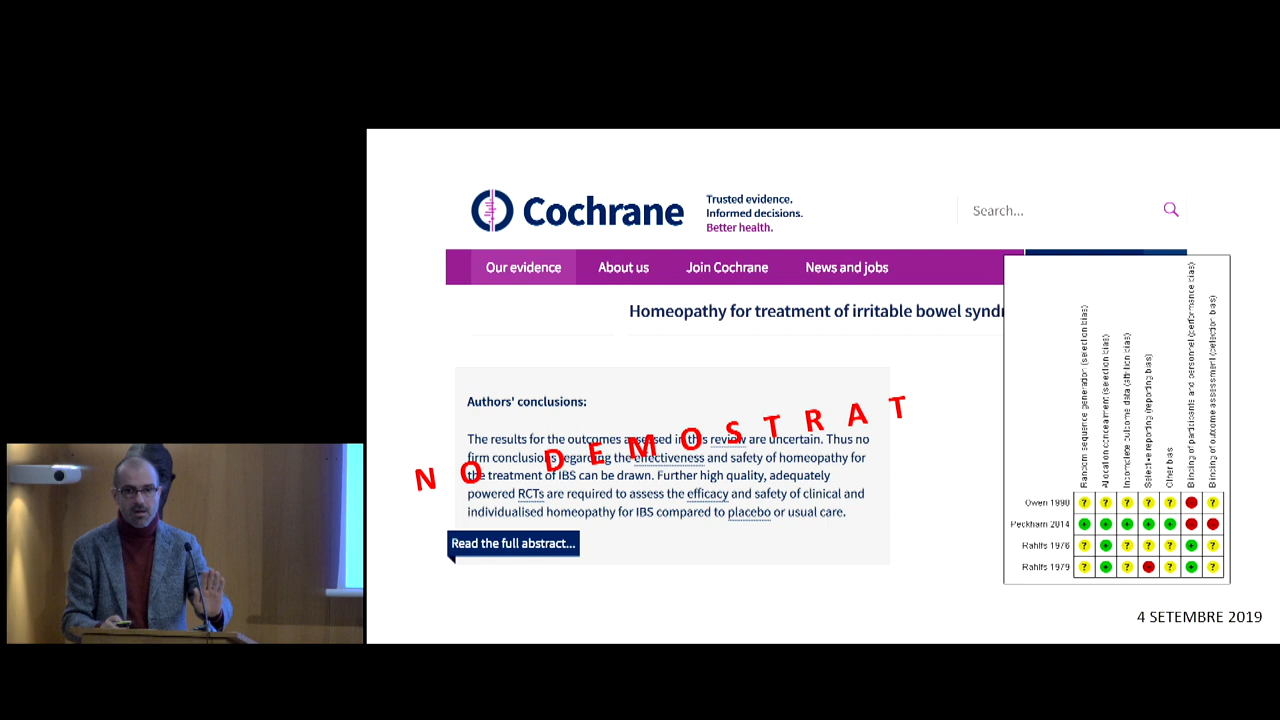 Cochrane
Trusted evidence.
Informed decisions.
Better health.
Search...
Our evidence
About us
Join Cochrane
News and jobs
Homeopathy for treatment of irritable bowel syndr
Authors' conclusions:
The results for the outcomes assessed in this review are uncertain. Thus no
firm conclusions regarding the effectiveness and safety of homeopathy for
the treatment of IBS can be drawn. Further high quality, adequately
powered RCTs are required to assess the efficacy and safety of clinical and
individualised homeopathy for IBS compared to placebo or usual care.
NO DEMOSTRAT
Read the full abstract...
Random sequence generation (selection bias)
Allocation concealment (selection bias)
Incomplete outcome data (attrition bias)
Selective reporting (reporting bias)
Other bias
Blinding of participants and personnel (performance bias)
Blinding of outcome assessment (detection bias)
Owen 1990 ? ? ? ? ? - ?
Peckham 2014 + + + + + - -
Rahlfs 1976 ? + ? ? ? + ?
Rahlfs 1979 ? + ? - ? + ?
4 SETEMBRE 2019